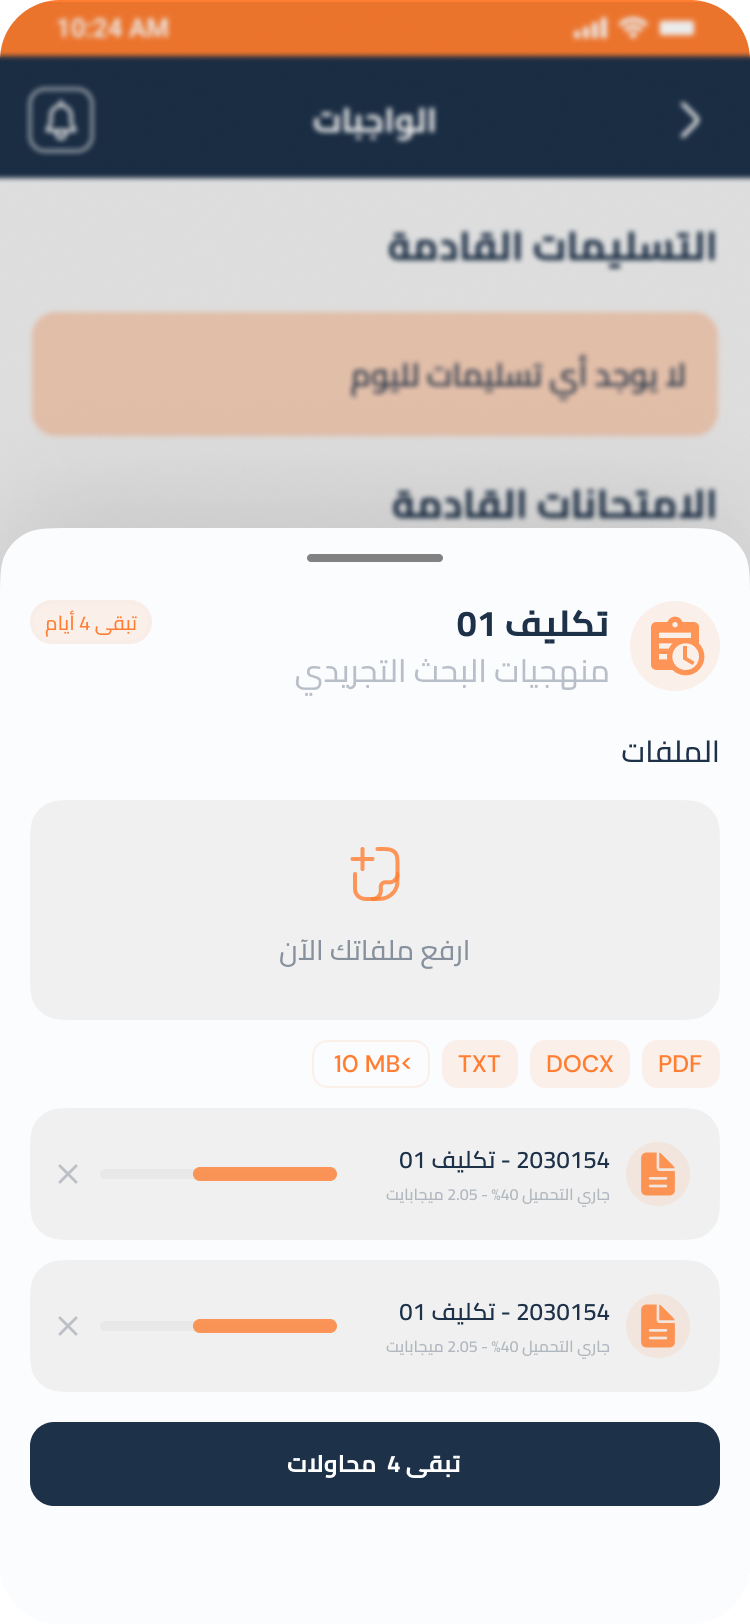 10:24 AM
الواجبات
التسليمات القادمة
لا يوجد أي تسليمات لليوم
الامتحانات القادمة
تكليف 01
تبقى 4 أيام
منهجيات البحث التجريدي
الملفات
ارفع ملفاتك الآن
PDF
DOCX
TXT
10 MB<
2030154 - تكليف 01
جاري التحميل 40% - 2.05 ميجابايت
2030154 - تكليف 01
جاري التحميل 40% - 2.05 ميجابايت
تبقى 4 محاولات